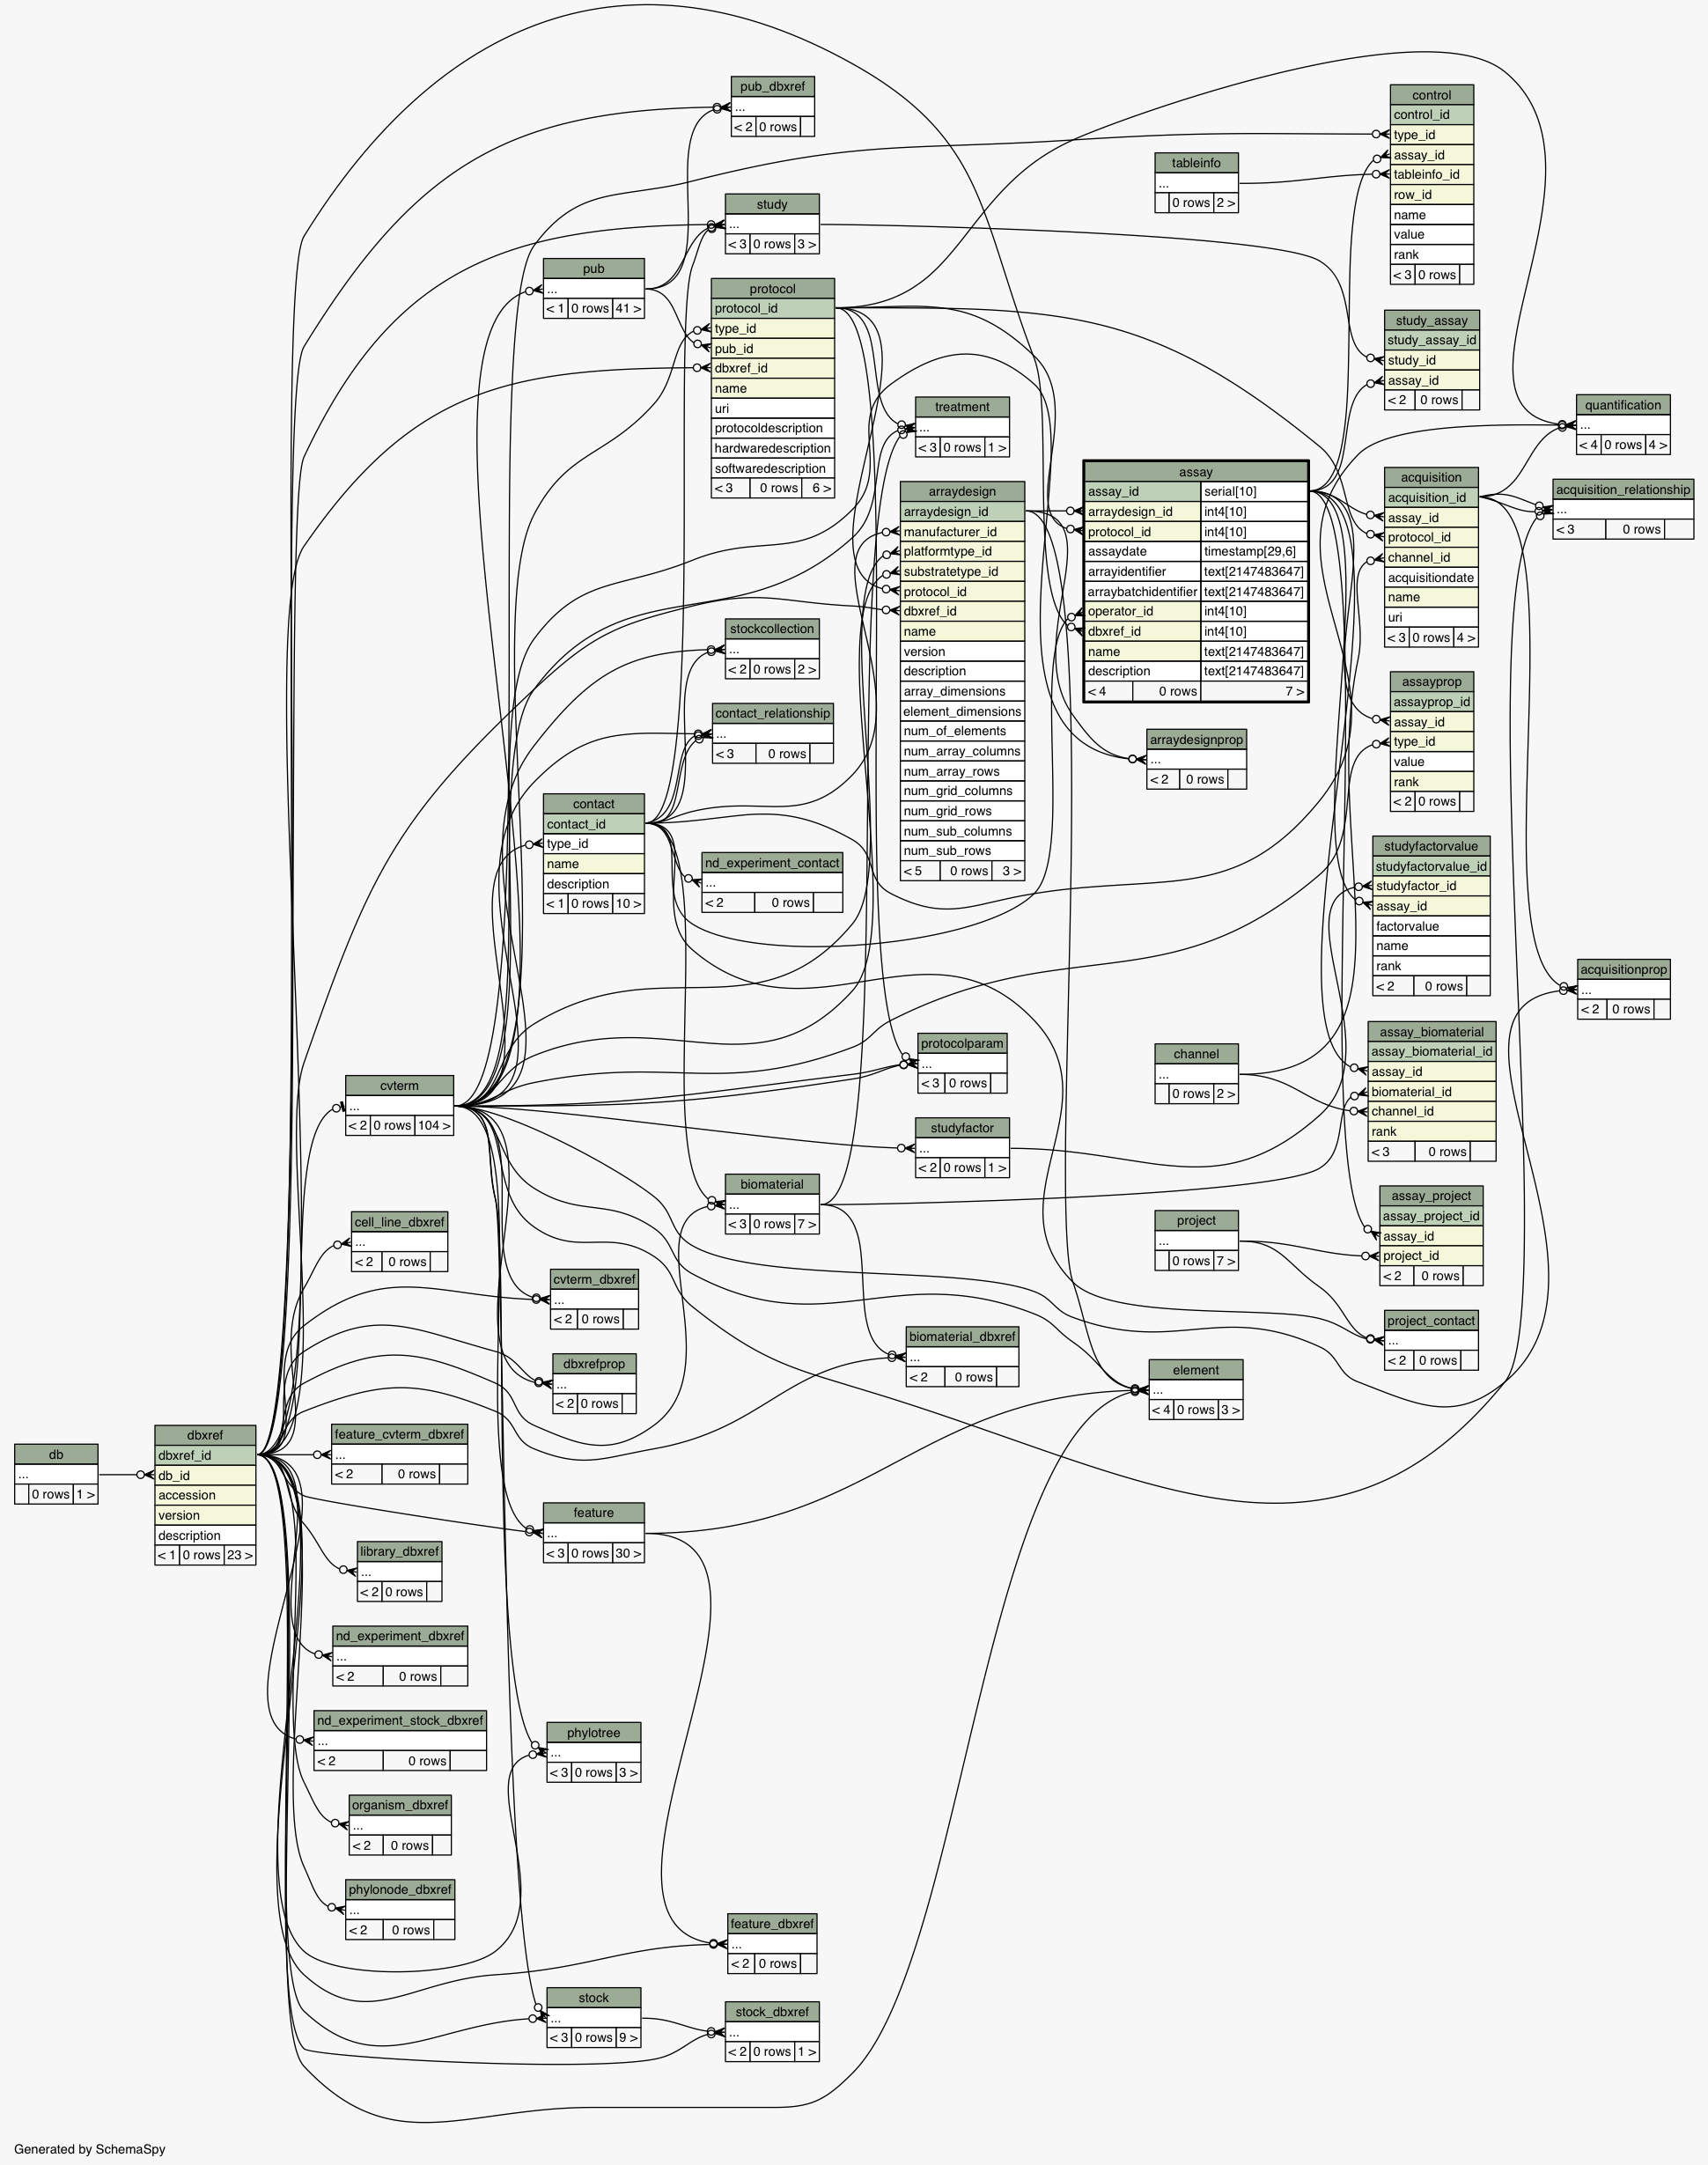 pub_dbxref
...
< 2 0 rows
study
...
< 3 0 rows 3 >
pub
...
< 1 0 rows 41 >
protocol
protocol_id
type_id
pub_id
dbxref_id
name
uri
protocoldescription
hardwaredescription
softwaredescription
< 3 0 rows 6 >
control
control_id
type_id
assay_id
tableinfo_id
row_id
name
value
rank
< 3 0 rows
tableinfo
...
0 rows 2 >
study_assay
study_assay_id
study_id
assay_id
< 2 0 rows
treatment
...
< 3 0 rows 1 >
quantification
...
< 4 0 rows 4 >
assay
assay_id serial[10]
arraydesign_id int4[10]
protocol_id int4[10]
assaydate timestamp[29,6]
arrayidentifier text[2147483647]
arraybatchidentifier text[2147483647]
operator_id int4[10]
dbxref_id int4[10]
name text[2147483647]
description text[2147483647]
< 4 0 rows 7 >
arraydesign
arraydesign_id
manufacturer_id
platformtype_id
substratetype_id
protocol_id
dbxref_id
name
version
description
array_dimensions
element_dimensions
num_of_elements
num_array_columns
num_array_rows
num_grid_columns
num_grid_rows
num_sub_columns
num_sub_rows
< 5 0 rows 3 >
acquisition
acquisition_id
assay_id
protocol_id
channel_id
acquisitiondate
name
uri
< 3 0 rows 4 >
acquisition_relationship
...
< 3 0 rows
stockcollection
...
< 2 0 rows 2 >
contact_relationship
...
< 3 0 rows
assayprop
assayprop_id
assay_id
type_id
value
rank
< 2 0 rows
arraydesignprop
...
< 2 0 rows
contact
contact_id
type_id
name
description
< 1 0 rows 10 >
nd_experiment_contact
...
< 2 0 rows
studyfactorvalue
studyfactorvalue_id
studyfactor_id
assay_id
factorvalue
name
rank
< 2 0 rows
acquisitionprop
...
< 2 0 rows
assay_biomaterial
assay_biomaterial_id
assay_id
biomaterial_id
channel_id
rank
< 3 0 rows
protocolparam
...
< 3 0 rows
channel
...
0 rows 2 >
cvterm
...
< 2 0 rows 104 >
studyfactor
...
< 2 0 rows 1 >
biomaterial
...
< 3 0 rows 7 >
assay_project
assay_project_id
assay_id
project_id
< 2 0 rows
project
...
0 rows 7 >
cell_line_dbxref
...
< 2 0 rows
cvterm_dbxref
...
< 2 0 rows
project_contact
...
< 2 0 rows
biomaterial_dbxref
...
< 2 0 rows
dbxrefprop
...
< 2 0 rows
element
...
< 4 0 rows 3 >
db
...
0 rows 1 >
dbxref
dbxref_id
db_id
accession
version
description
< 1 0 rows 23 >
feature_cvterm_dbxref
...
< 2 0 rows
feature
...
< 3 0 rows 30 >
library_dbxref
...
< 2 0 rows
nd_experiment_dbxref
...
< 2 0 rows
nd_experiment_stock_dbxref
...
< 2 0 rows
phylotree
...
< 3 0 rows 3 >
organism_dbxref
...
< 2 0 rows
phylonode_dbxref
...
< 2 0 rows
feature_dbxref
...
< 2 0 rows
stock
...
< 3 0 rows 9 >
stock_dbxref
...
< 2 0 rows 1 >
Generated by SchemaSpy